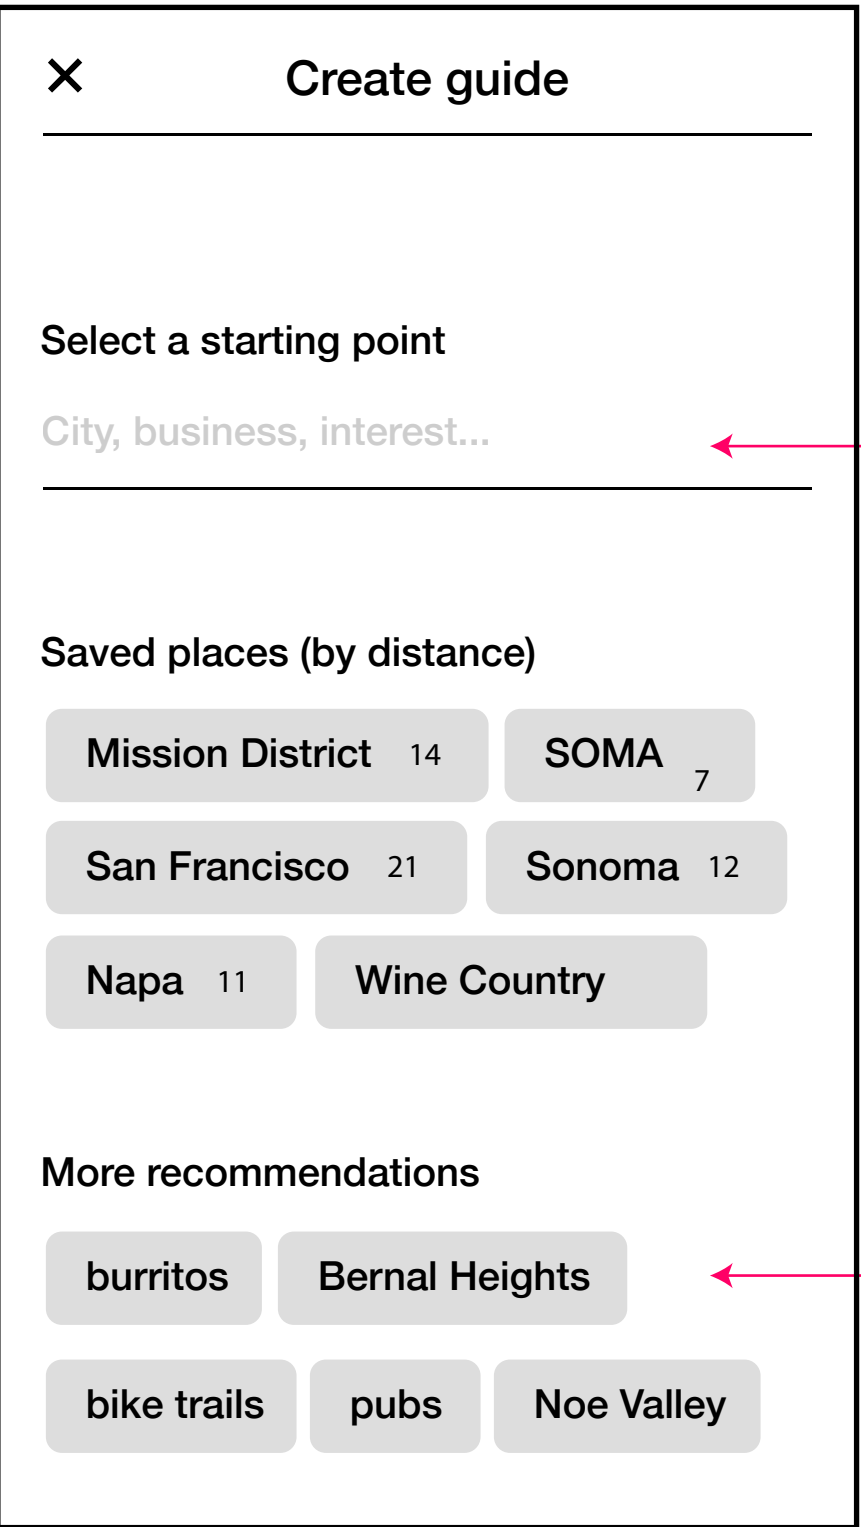 Create guide
Select a starting point
City, business, interest...
Saved places (by distance)
Mission District 14 SOMA 7
San Francisco 21 Sonoma 12
Napa 11 Wine Country
More recommendations
burritos Bernal Heights
bike trails pubs Noe Valley